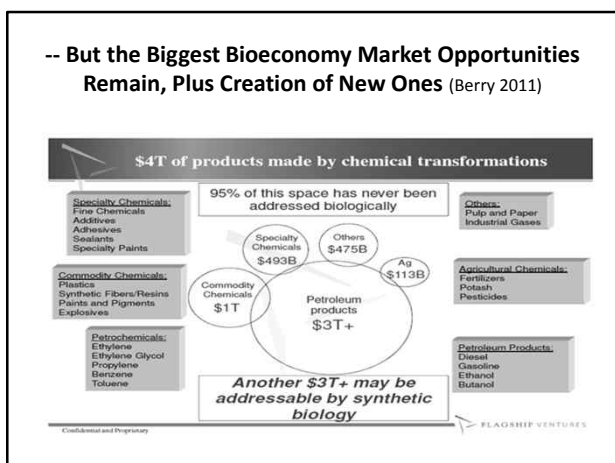 -- But the Biggest Bioeconomy Market Opportunities
Remain, Plus Creation of New Ones (Berry 2011)
$4T of products made by chemical transformations
95% of this space has never been
addressed biologically
Specialty Chemicals:
Fine Chemicals
Additives
Adhesives
Sealants
Specialty Paints
Commodity Chemicals:
Plastics
Synthetic Fibers/Resins
Paints and Pigments
Explosives
Petrochemicals:
Ethylene
Ethylene Glycol
Propylene
Benzene
Toluene
Specialty
Chemicals
$493B
Others
$475B
Ag
$113B
Commodity
Chemicals
$1T
Petroleum
products
$3T+
Others:
Pulp and Paper
Industrial Gases
Agricultural Chemicals:
Fertilizers
Potash
Pesticides
Petroleum Products:
Diesel
Gasoline
Ethanol
Butanol
Another $3T+ may be
addressable by synthetic
biology
Confidential and Proprietary
FLAGSHIP VENTURES